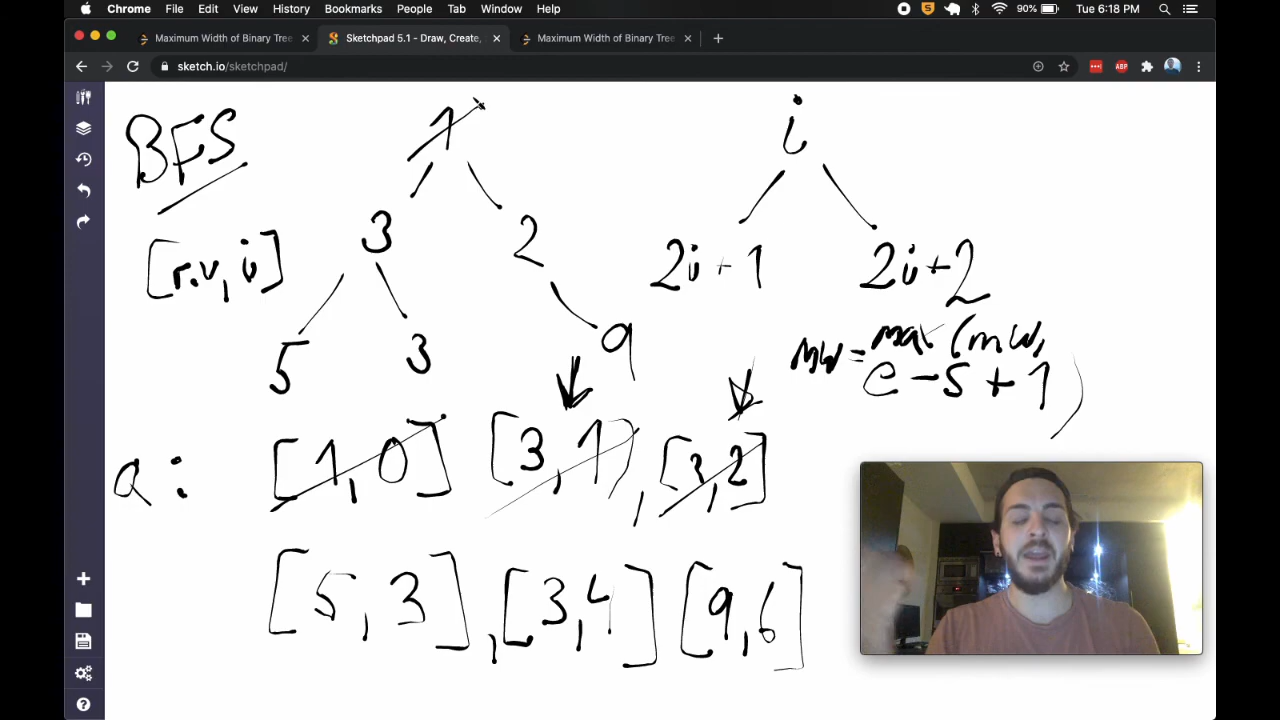 Chrome File Edit View History Bookmarks People Tab Window Help 90% Tue 6:18 PM
Maximum Width of Binary Tree Sketchpad 5.1 - Draw, Create, Maximum Width of Binary Tree
sketch.io/sketchpad/
ABP
BFS
1
i
3 2
2i+1 2i+2
[r.v, i]
5 3 9
mw = max (mw,
e - s + 1)
Q: [1, 0] [3, 1], [3, 2]
[5, 3], [3, 4] [9, 6]